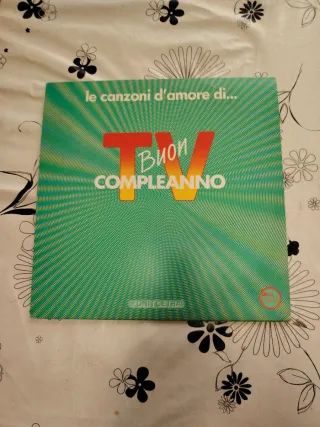 le canzoni d'amore di...
TV
Buon
COMPLEANNO